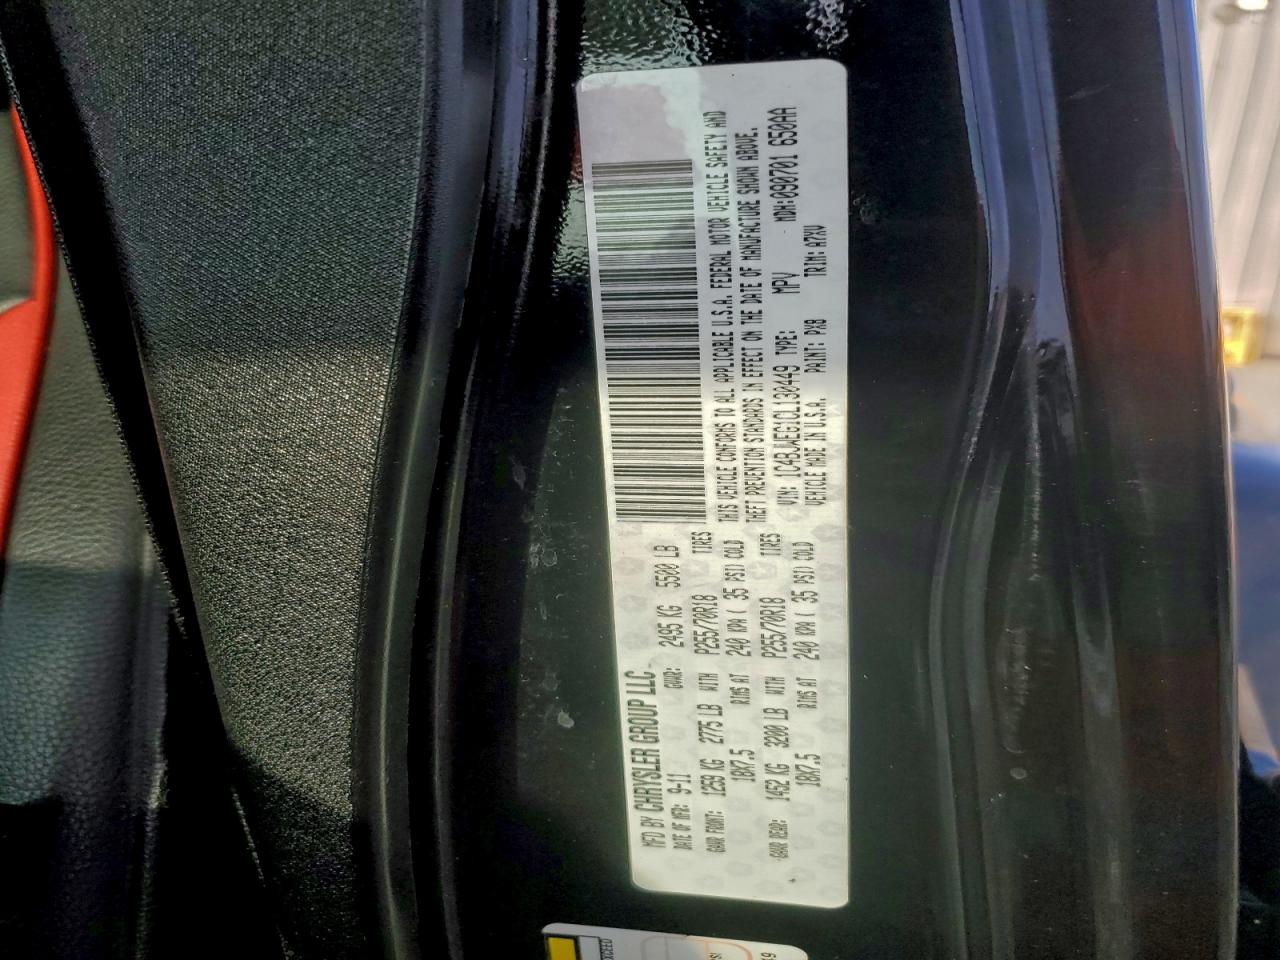 MFD BY CHRYSLER GROUP LLC
DATE OF MFR: 9-11 GVWR: 2495 KG 5500 LB
GAWR FRONT: 1259 KG 2775 LB WITH P255/70R18 TIRES
18X7.5 RIMS AT 240 KPA ( 35 PSI) COLD
GAWR REAR: 1452 KG 3200 LB WITH P255/70R18 TIRES
18X7.5 RIMS AT 240 KPA ( 35 PSI) COLD
THIS VEHICLE CONFORMS TO ALL APPLICABLE U.S.A. FEDERAL MOTOR VEHICLE SAFETY AND
THEFT PREVENTION STANDARDS IN EFFECT ON THE DATE OF MANUFACTURE SHOWN ABOVE.
VIN: 1C4BJWEG1CL130449 TYPE: MPV MDH:090701 650AA
VEHICLE MADE IN U.S.A. PAINT: PX8 TRIM: A7XV